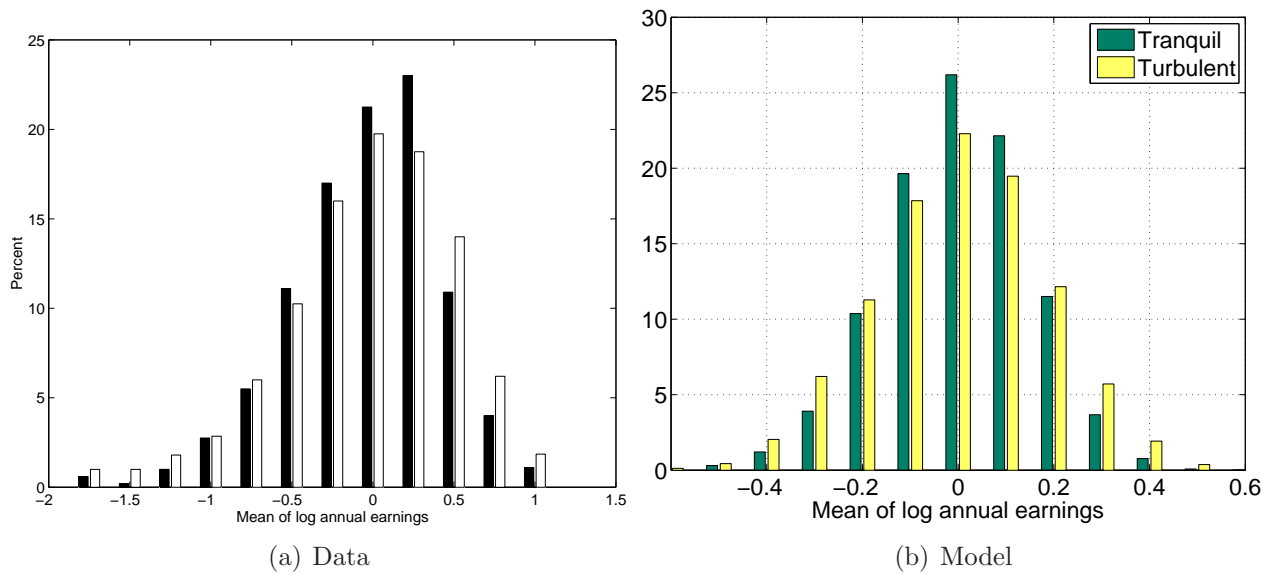 25
20
15
10
5
0
Percent
−2 −1.5 −1 −0.5 0 0.5 1 1.5
Mean of log annual earnings
(a) Data
30
25
20
15
10
5
0
Tranquil
Turbulent
−0.4 −0.2 0 0.2 0.4 0.6
Mean of log annual earnings
(b) Model